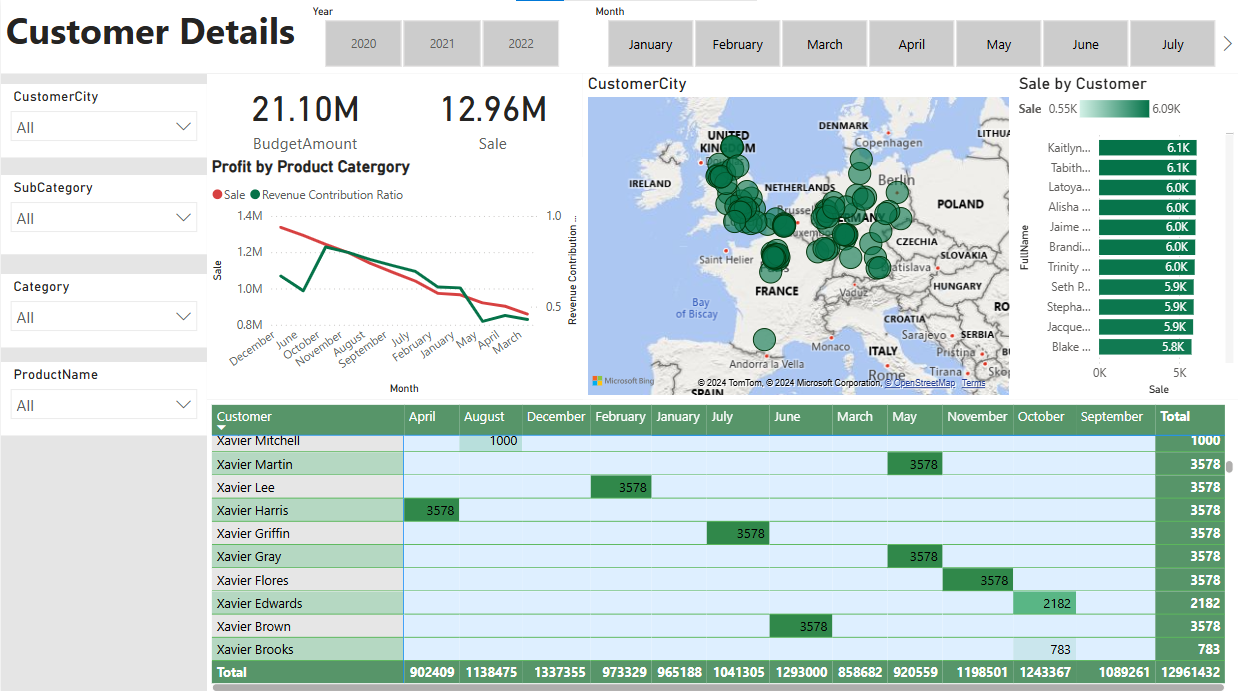 Customer Details
Year
2020 2021 2022
Month
January February March April May June July
CustomerCity
All
SubCategory
All
Category
All
ProductName
All
21.10M
BudgetAmount
12.96M
Sale
Profit by Product Catergory
Sale Revenue Contribution Ratio
1.4M
1.2M
1.0M
0.8M
Sale
1.0
0.5
Revenue Contribution ...
December June October November August September July February January May April March
Month
CustomerCity
UNITED KINGDOM
IRELAND
DENMARK
Copenhagen
LITHUA
NETHERLANDS
Berlin
POLAND
Brusse
GERMANY
Luxem
CZECHIA
SLOVAKIA
Bratislava
Saint Helier
Paris
FRANCE
Vaduz
HUNGARY
Bay of Biscay
CROATIA
RO
Sarajevo
SERBIA
Monaco
ITALY
Pristina
BU
Andorra la Vella
Rome
Tirana
Skop
SPAIN
Microsoft Bing
© 2024 TomTom, © 2024 Microsoft Corporation, © OpenStreetMap Terms
Sale by Customer
Sale 0.55K 6.09K
Kaitlyn... 6.1K
Tabith... 6.1K
Latoya... 6.0K
Alisha ... 6.0K
Jaime ... 6.0K
Brandi... 6.0K
Trinity ... 6.0K
Seth P... 5.9K
Stepha... 5.9K
Jacque... 5.9K
Blake ... 5.8K
FullName
0K 5K
Sale
Customer April August December February January July June March May November October September Total
Xavier Mitchell 1000 1000
Xavier Martin 3578 3578
Xavier Lee 3578 3578
Xavier Harris 3578 3578
Xavier Griffin 3578 3578
Xavier Gray 3578 3578
Xavier Flores 3578 3578
Xavier Edwards 2182 2182
Xavier Brown 3578 3578
Xavier Brooks 783 783
Total 902409 1138475 1337355 973329 965188 1041305 1293000 858682 920559 1198501 1243367 1089261 12961432